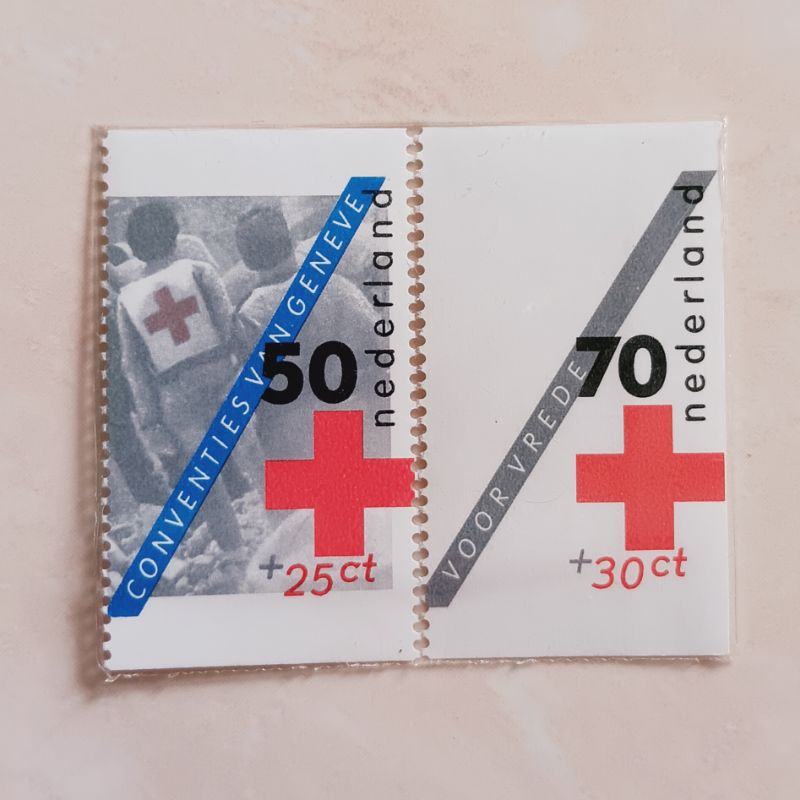 CONVENTIES VAN GENEVE
nederland
50
+25ct
VOOR VREDE
nederland
70
+30ct